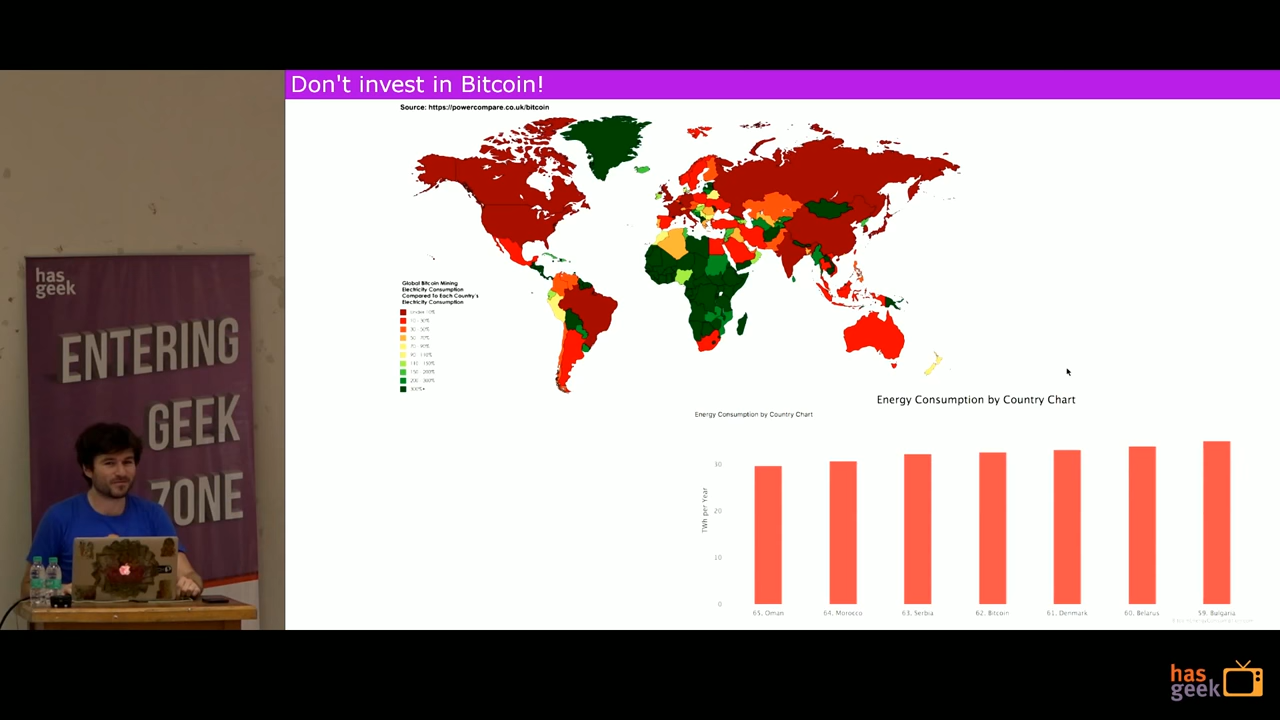 Don't invest in Bitcoin!
Source: https://powercompare.co.uk/bitcoin
has
geek
ENTERING
GEEK
ZONE
Global Bitcoin Mining
Electricity Consumption
Compared To Each Country's
Electricity Consumption
Energy Consumption by Country Chart
Energy Consumption by Country Chart
TWh per Year
30
20
10
0
65. Oman
64. Morocco
63. Serbia
62. Bitcoin
61. Denmark
60. Belarus
59. Bulgaria
has
geek